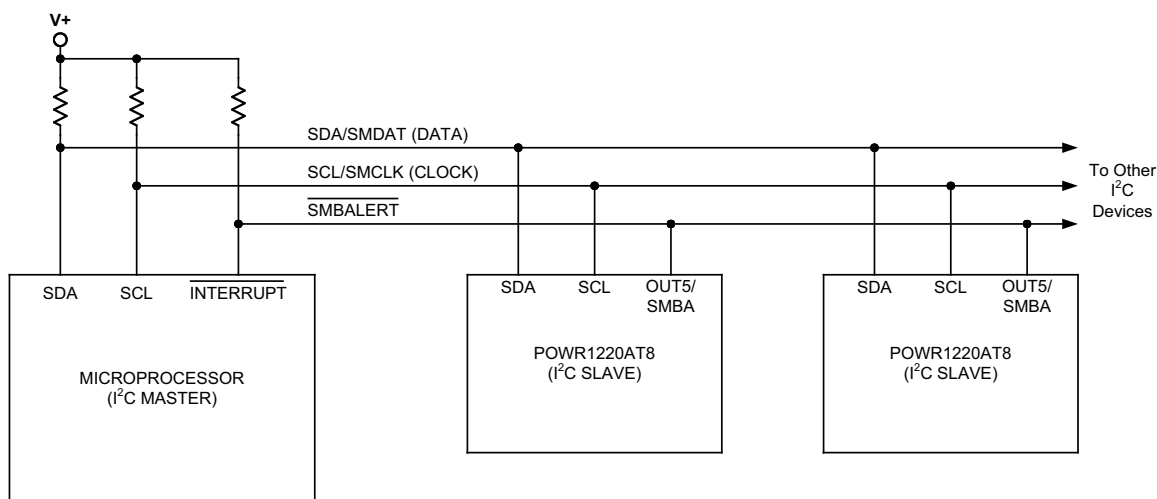 V+
SDA/SMDAT (DATA)
SCL/SMCLK (CLOCK)
SMBALERT
To Other
I²C
Devices
SDA SCL INTERRUPT
MICROPROCESSOR
(I²C MASTER)
SDA SCL OUT5/
SMBA
POWR1220AT8
(I²C SLAVE)
SDA SCL OUT5/
SMBA
POWR1220AT8
(I²C SLAVE)